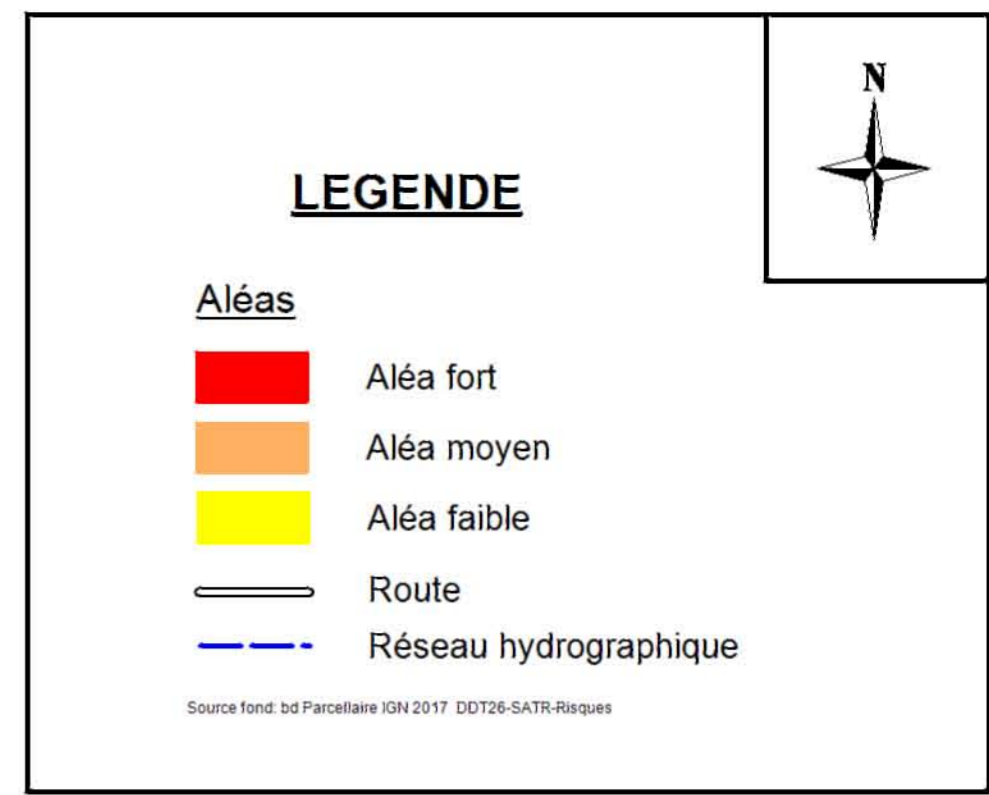 N
LEGENDE
Aléas
Aléa fort
Aléa moyen
Aléa faible
Route
Réseau hydrographique
Source fond: bd Parcellaire IGN 2017 DDT26-SATR-Risques